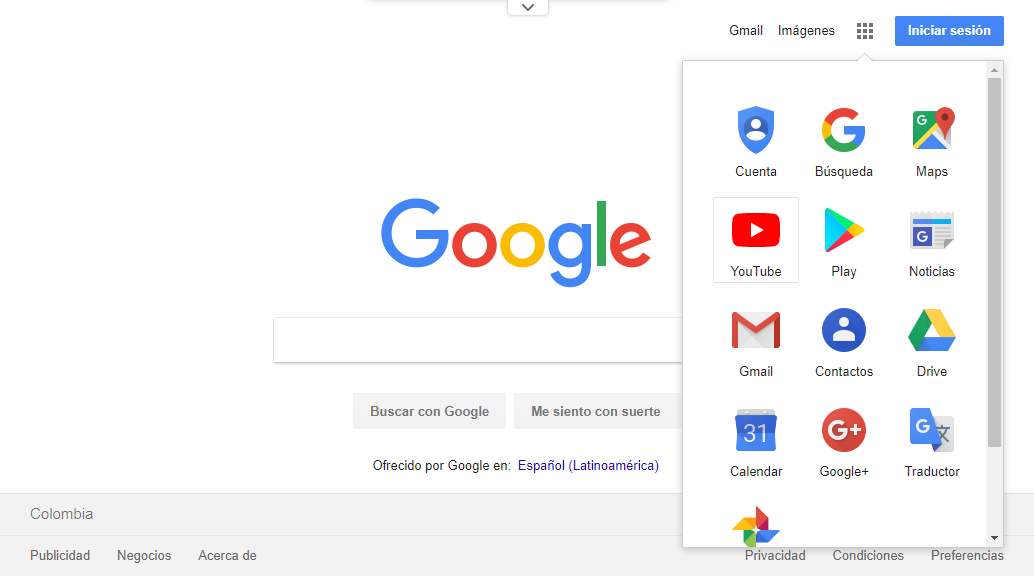 Gmail Imágenes Iniciar sesión
Cuenta Búsqueda Maps
Google
YouTube Play Noticias
Gmail Contactos Drive
Buscar con Google Me siento con suerte
31 G+
Calendar Google+ Traductor
Ofrecido por Google en: Español (Latinoamérica)
Colombia
Publicidad Negocios Acerca de Privacidad Condiciones Preferencias